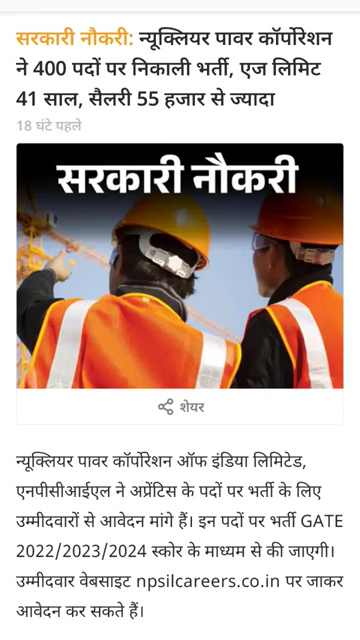 सरकारी नौकरी: न्यूक्लियर पावर कॉर्पोरेशन
ने 400 पदों पर निकाली भर्ती, एज लिमिट
41 साल, सैलरी 55 हजार से ज्यादा
18 घंटे पहले
सरकारी नौकरी
शेयर
न्यूक्लियर पावर कॉर्पोरेशन ऑफ इंडिया लिमिटेड,
एनपीसीआईएल ने अप्रेंटिस के पदों पर भर्ती के लिए
उम्मीदवारों से आवेदन मांगे हैं। इन पदों पर भर्ती GATE
2022/2023/2024 स्कोर के माध्यम से की जाएगी।
उम्मीदवार वेबसाइट npsilcareers.co.in पर जाकर
आवेदन कर सकते हैं।